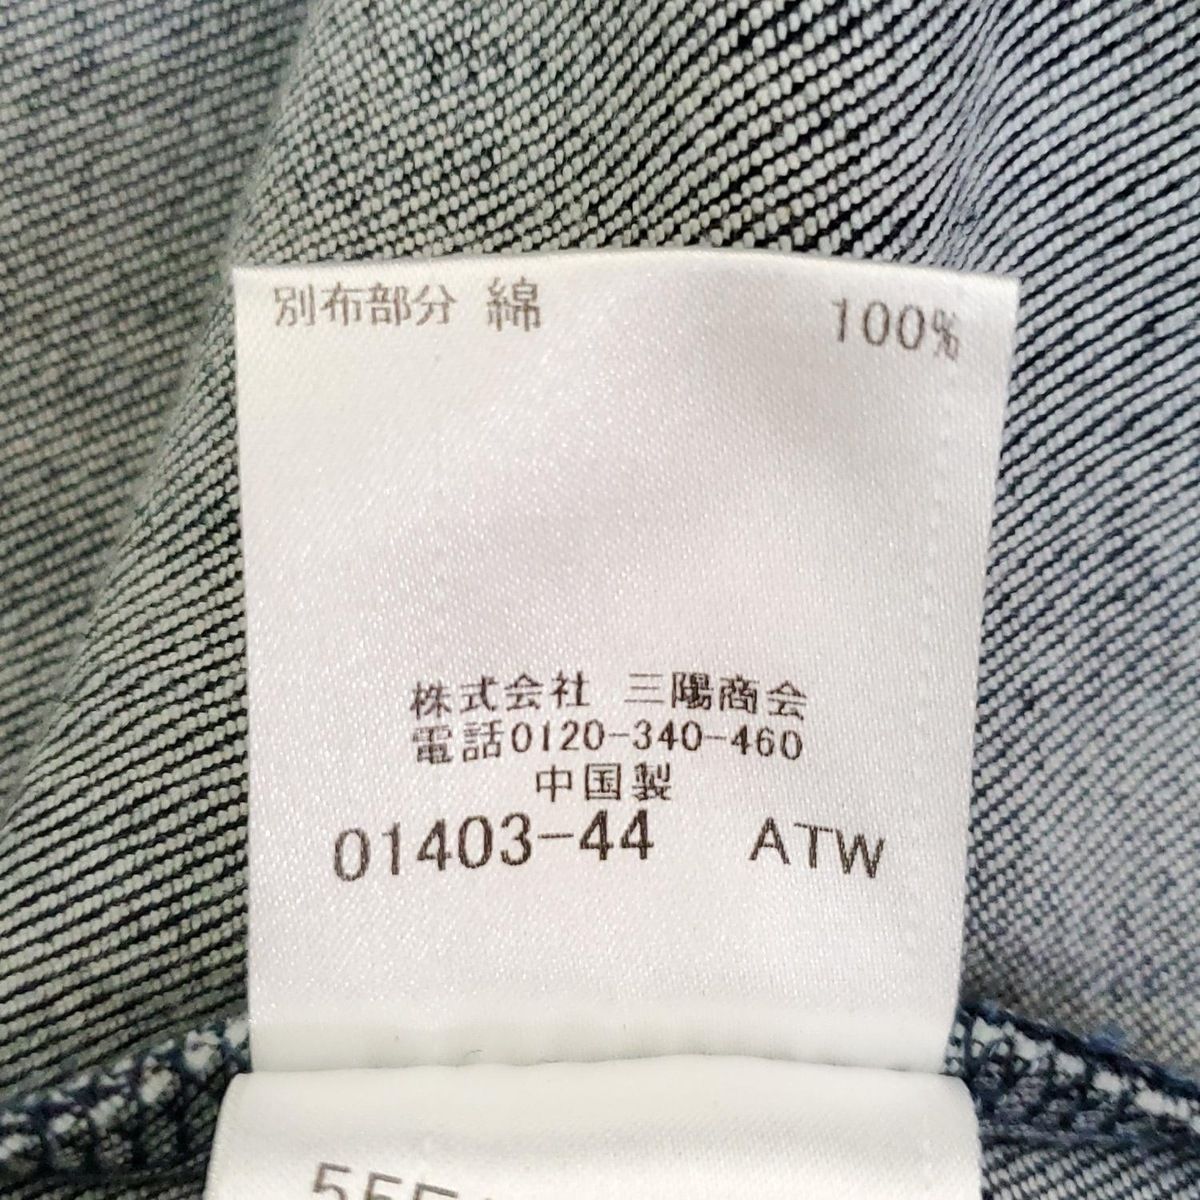 別布部分 綿 100%
株式会社 三陽商会
電話0120-340-460
中国製
01403-44 ATW